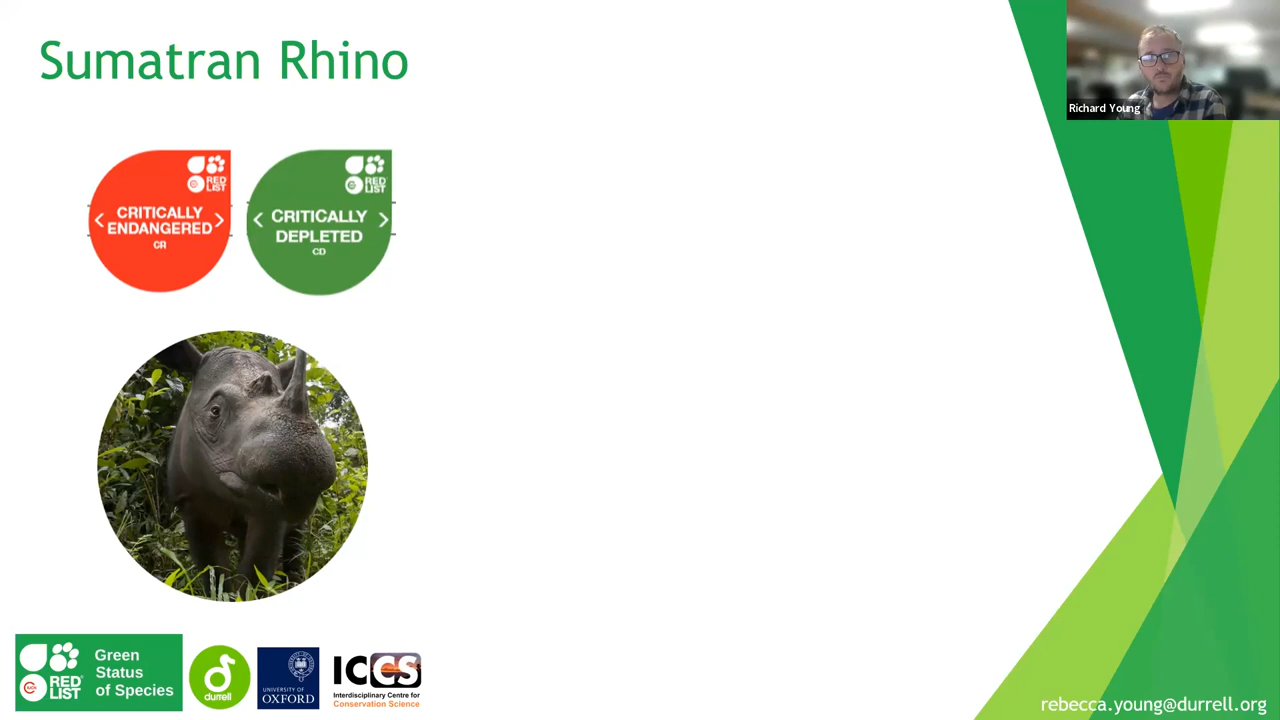 Sumatran Rhino
Richard Young
RED
LIST
< CRITICALLY >
ENDANGERED
CR
RED
LIST
< CRITICALLY >
DEPLETED
CD
RED
LIST
Green
Status
of Species
durrell
UNIVERSITY OF
OXFORD
ICCS
Interdisciplinary Centre for
Conservation Science
rebecca.young@durrell.org